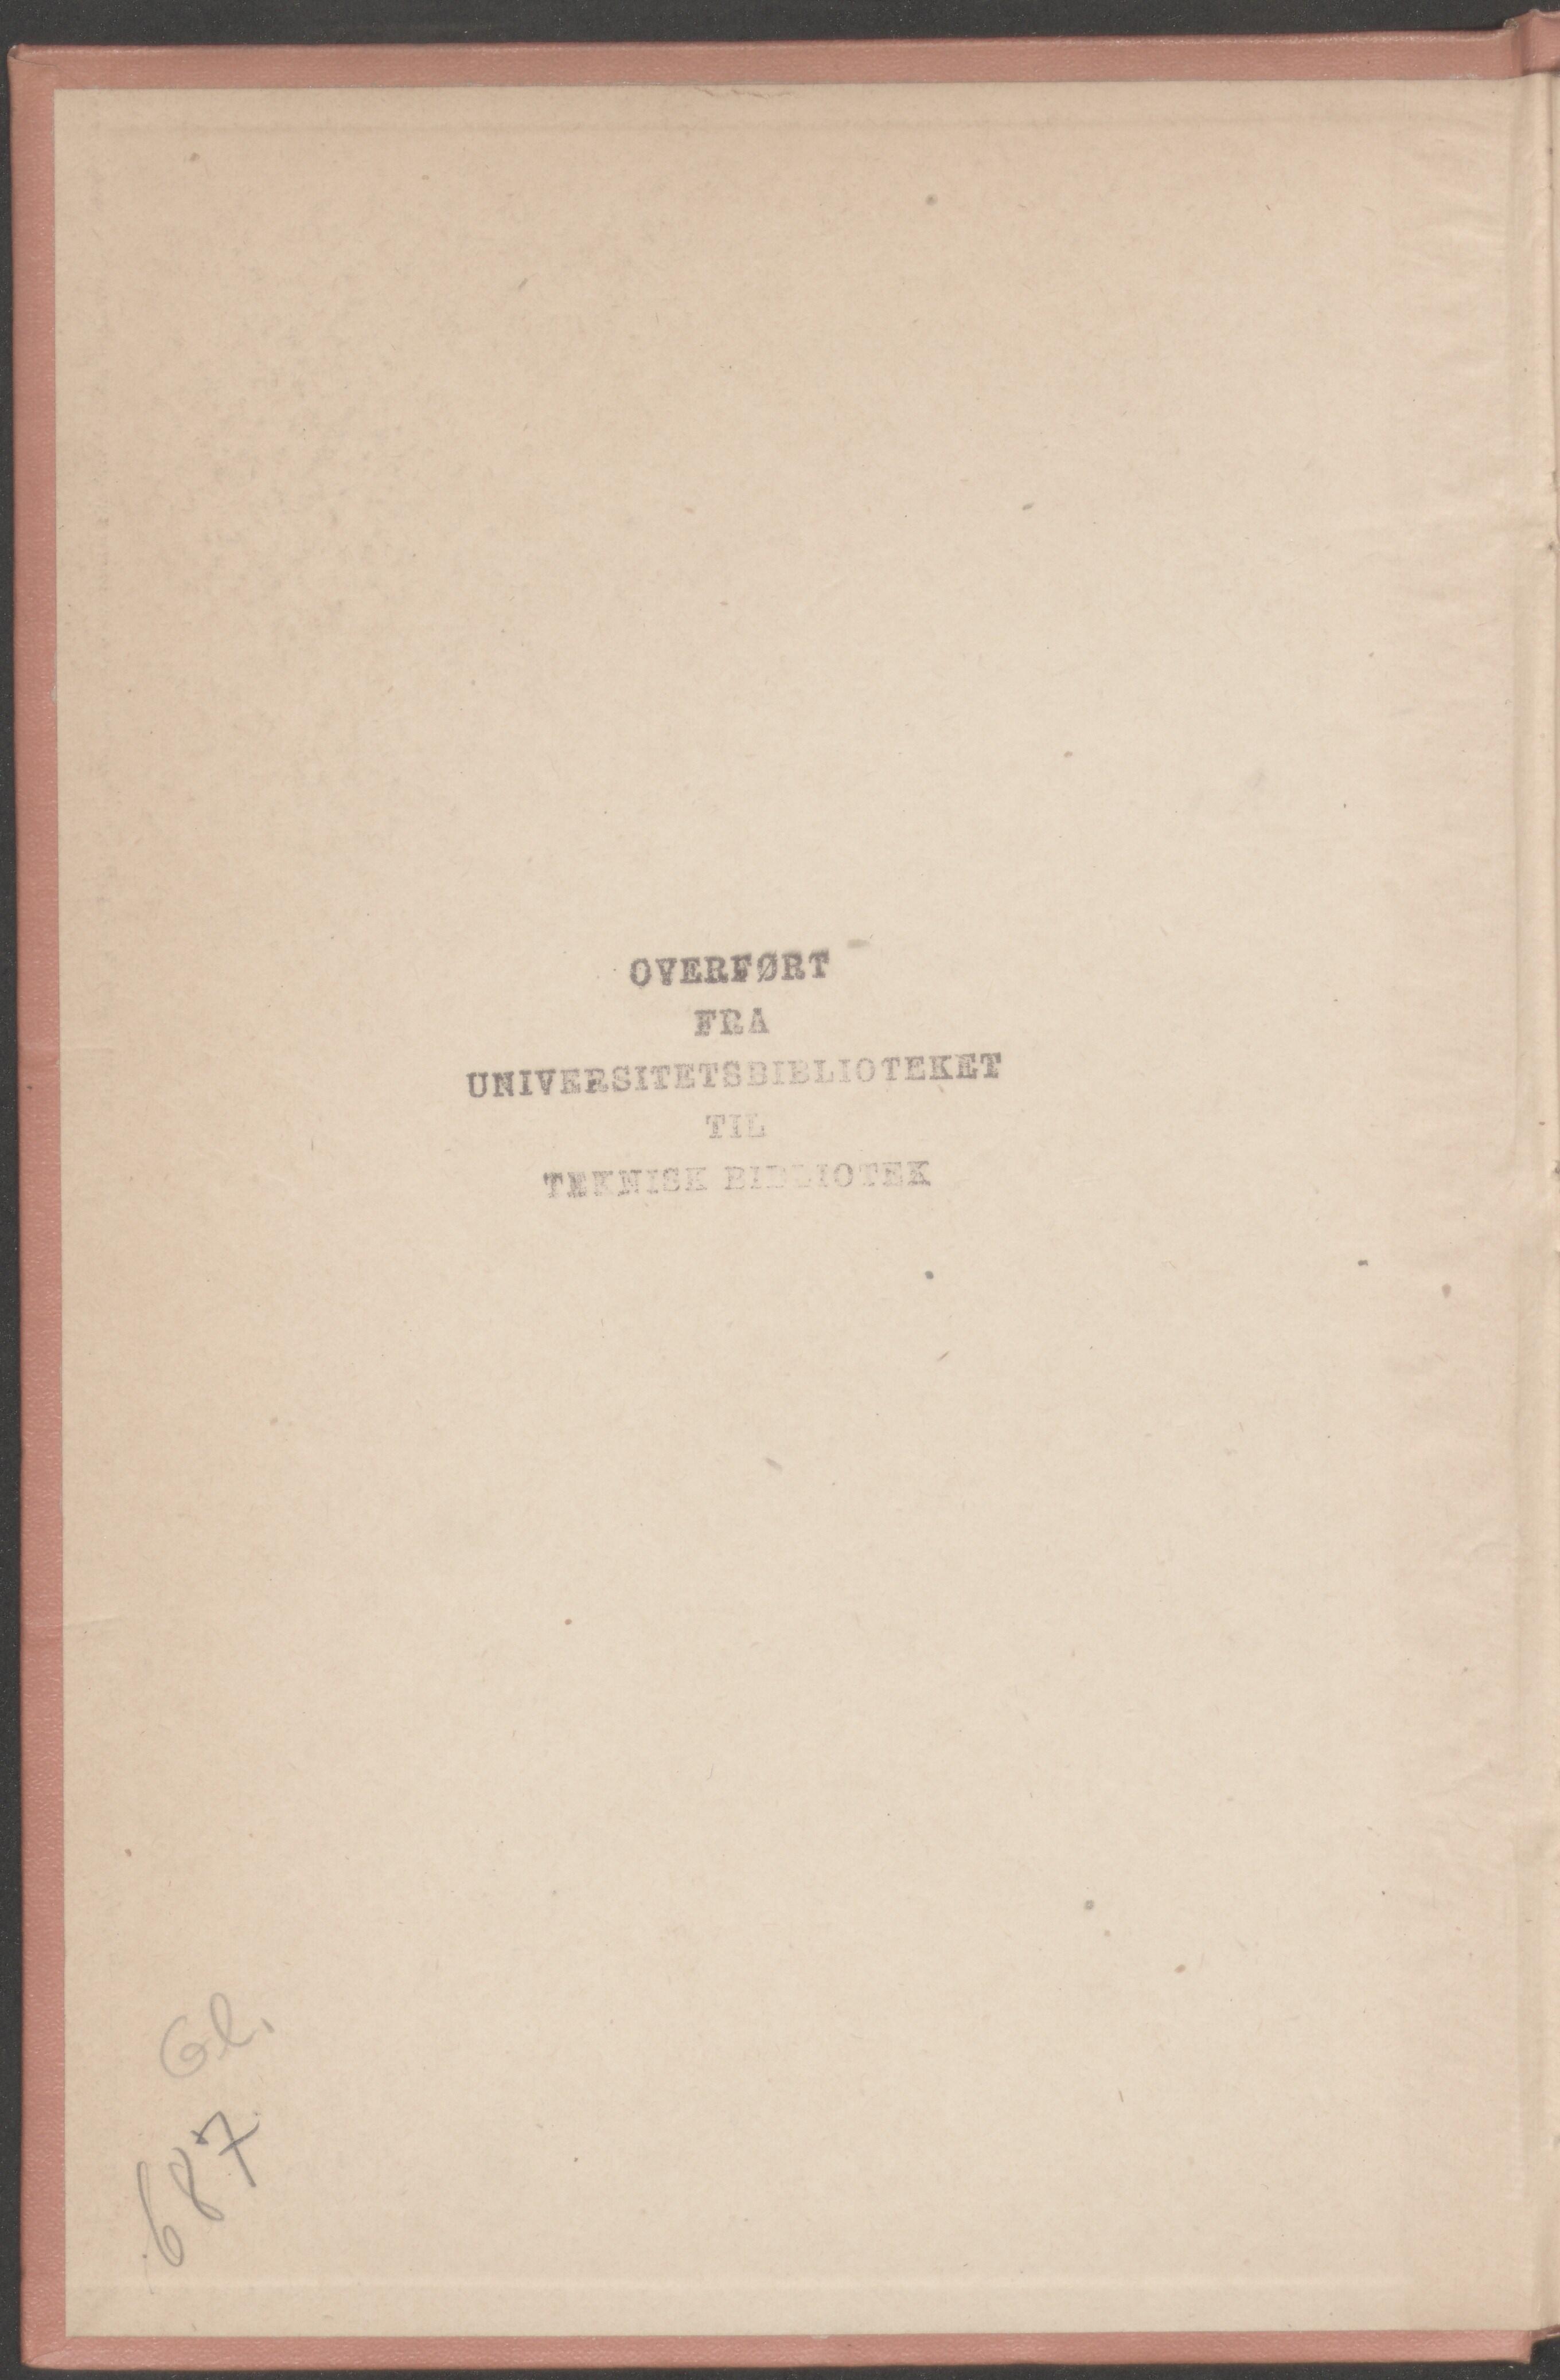 OVERFØRT
FRA
UNIVERSITETSBIBLIOTEKET
TIL
TEKNISK BIBLIOTEK
Gl.
687